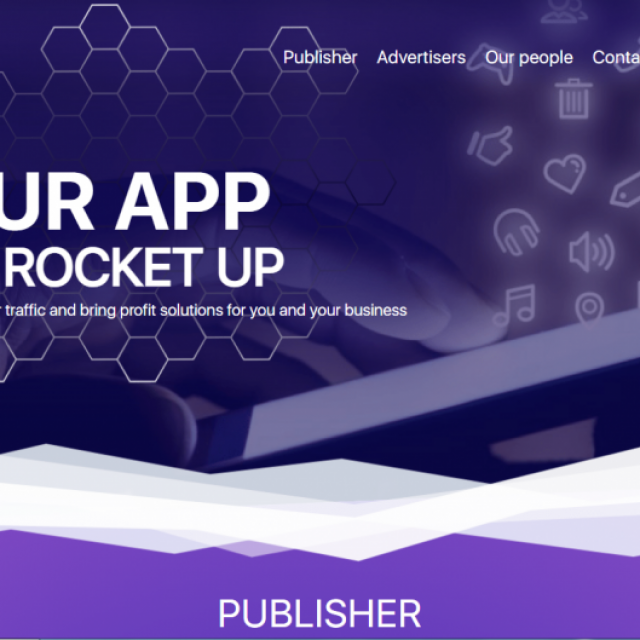 Publisher Advertisers Our people Conta
UR APP
ROCKET UP
traffic and bring profit solutions for you and your business
PUBLISHER